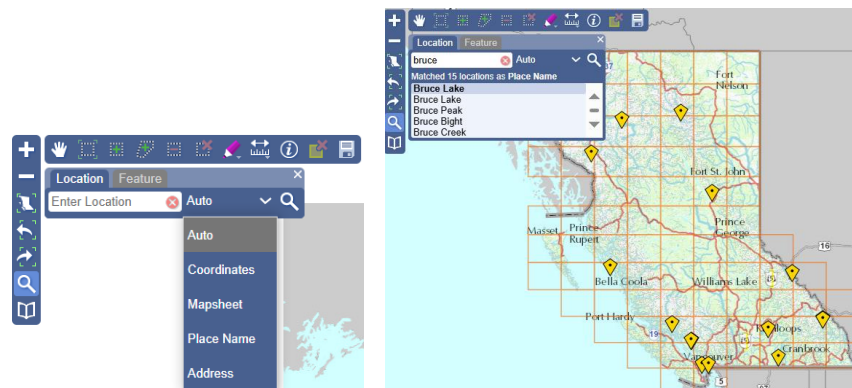 Location Feature
Enter Location Auto
Auto
Coordinates
Mapsheet
Place Name
Address
Location Feature
bruce Auto
Matched 15 locations as Place Name
Bruce Lake
Bruce Lake
Bruce Peak
Bruce Bight
Bruce Creek
37
Fort
Nelson
Fort St. John
Masset
Prince
Rupert
Prince
George
16
Bella Coola
Williams Lake
Port Hardy
19
Cranbrook
5